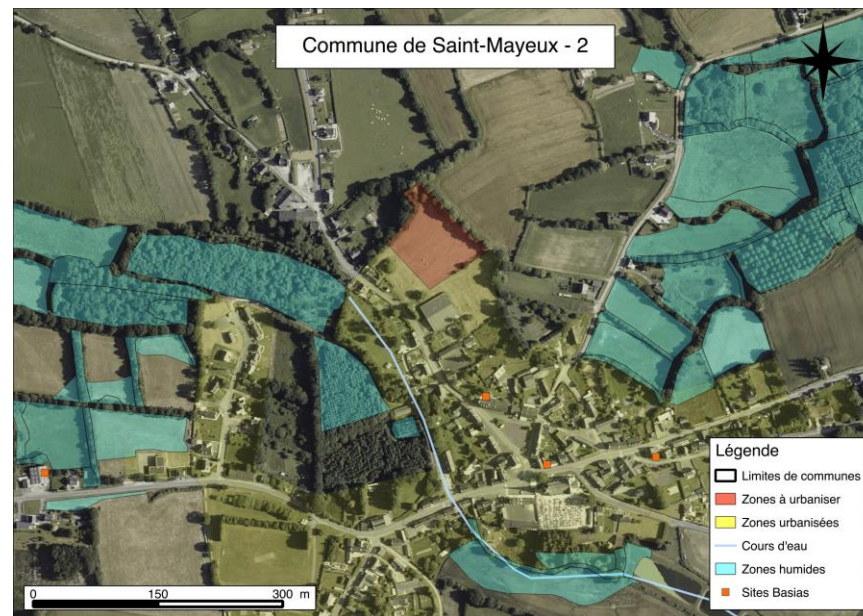 Commune de Saint-Mayeux - 2
Légende
Limites de communes
Zones à urbaniser
Zones urbanisées
Cours d'eau
Zones humides
Sites Basias
0 150 300 m